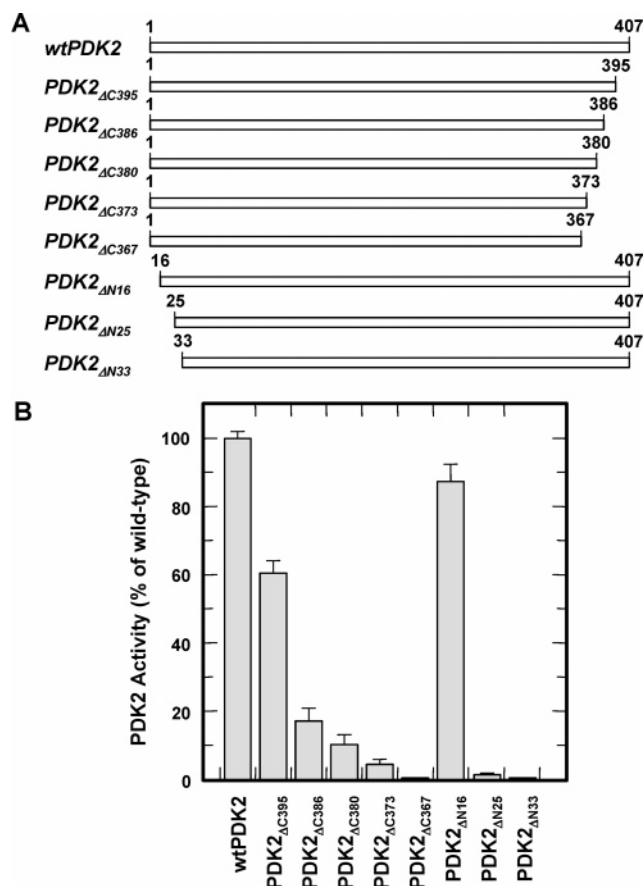 A
1 407
wtPDK2
1 395
PDK2ΔC395
1 386
PDK2ΔC386
1 380
PDK2ΔC380
1 373
PDK2ΔC373
1 367
PDK2ΔC367
16 407
PDK2ΔN16
25 407
PDK2ΔN25
33 407
PDK2ΔN33
B
PDK2 Activity (% of wild-type)
100
80
60
40
20
0
wtPDK2
PDK2ΔC395
PDK2ΔC386
PDK2ΔC380
PDK2ΔC373
PDK2ΔC367
PDK2ΔN16
PDK2ΔN25
PDK2ΔN33